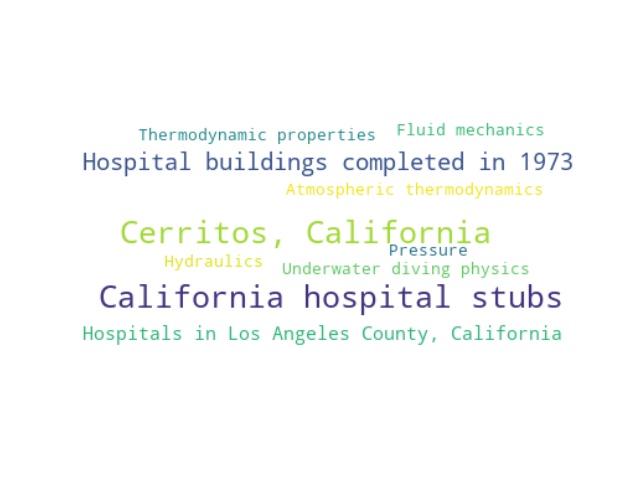 Thermodynamic properties
Fluid mechanics
Hospital buildings completed in 1973
Atmospheric thermodynamics
Cerritos, California
Pressure
Hydraulics
Underwater diving physics
California hospital stubs
Hospitals in Los Angeles County, California